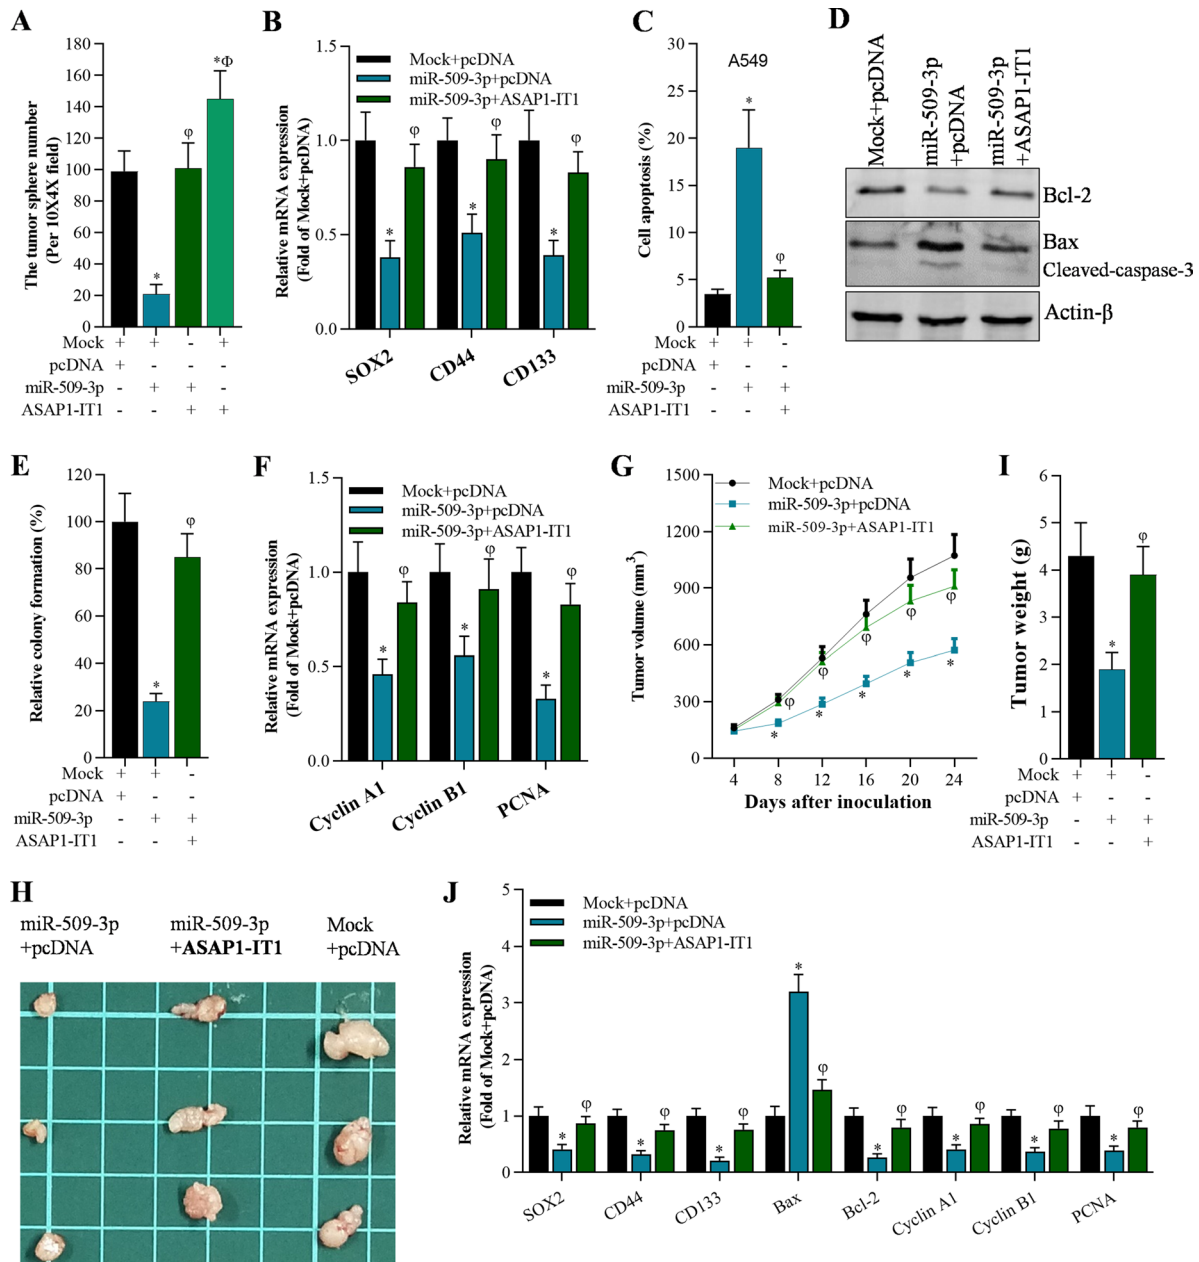 A
The tumor sphere number
(Per 10X4X field)
180
160
140
120
100
80
60
40
20
0
*
φ
*Φ
Mock + + - +
pcDNA + - - -
miR-509-3p - + + -
ASAP1-IT1 - - + +
B
Relative mRNA expression
(Fold of Mock+pcDNA)
1.5
1.0
0.5
0.0
Mock+pcDNA
miR-509-3p+pcDNA
miR-509-3p+ASAP1-IT1
* φ * φ * φ
SOX2 CD44 CD133
C
Cell apoptosis (%)
30
25
20
15
10
5
0
A549
*
φ
Mock + + -
pcDNA + - -
miR-509-3p - + +
ASAP1-IT1 - - +
D
Mock+pcDNA
miR-509-3p
+pcDNA
miR-509-3p
+ASAP1-IT1
Bcl-2
Bax
Cleaved-caspase-3
Actin-β
E
Relative colony formation (%)
120
100
80
60
40
20
0
*
φ
Mock + + -
pcDNA + - -
miR-509-3p - + +
ASAP1-IT1 - - +
F
Relative mRNA expression
(Fold of Mock+pcDNA)
1.5
1.0
0.5
0.0
Mock+pcDNA
miR-509-3p+pcDNA
miR-509-3p+ASAP1-IT1
* φ * φ * φ
Cyclin A1 Cyclin B1 PCNA
G
Tumor volume (mm3)
1500
1200
900
600
300
0
Mock+pcDNA
miR-509-3p+pcDNA
miR-509-3p+ASAP1-IT1
φ φ φ φ φ
* * * * *
4 8 12 16 20 24
Days after inoculation
I
Tumor weight (g)
6
5
4
3
2
1
0
*
φ
Mock + + -
pcDNA + - -
miR-509-3p - + +
ASAP1-IT1 - - +
H
miR-509-3p
+pcDNA
miR-509-3p
+ASAP1-IT1
Mock
+pcDNA
J
Relative mRNA expression
(Fold of Mock+pcDNA)
5
4
3
2
1
0
Mock+pcDNA
miR-509-3p+pcDNA
miR-509-3p+ASAP1-IT1
* φ * φ * φ * φ * φ * φ * φ * φ
SOX2 CD44 CD133 Bax Bcl-2 Cyclin A1 Cyclin B1 PCNA